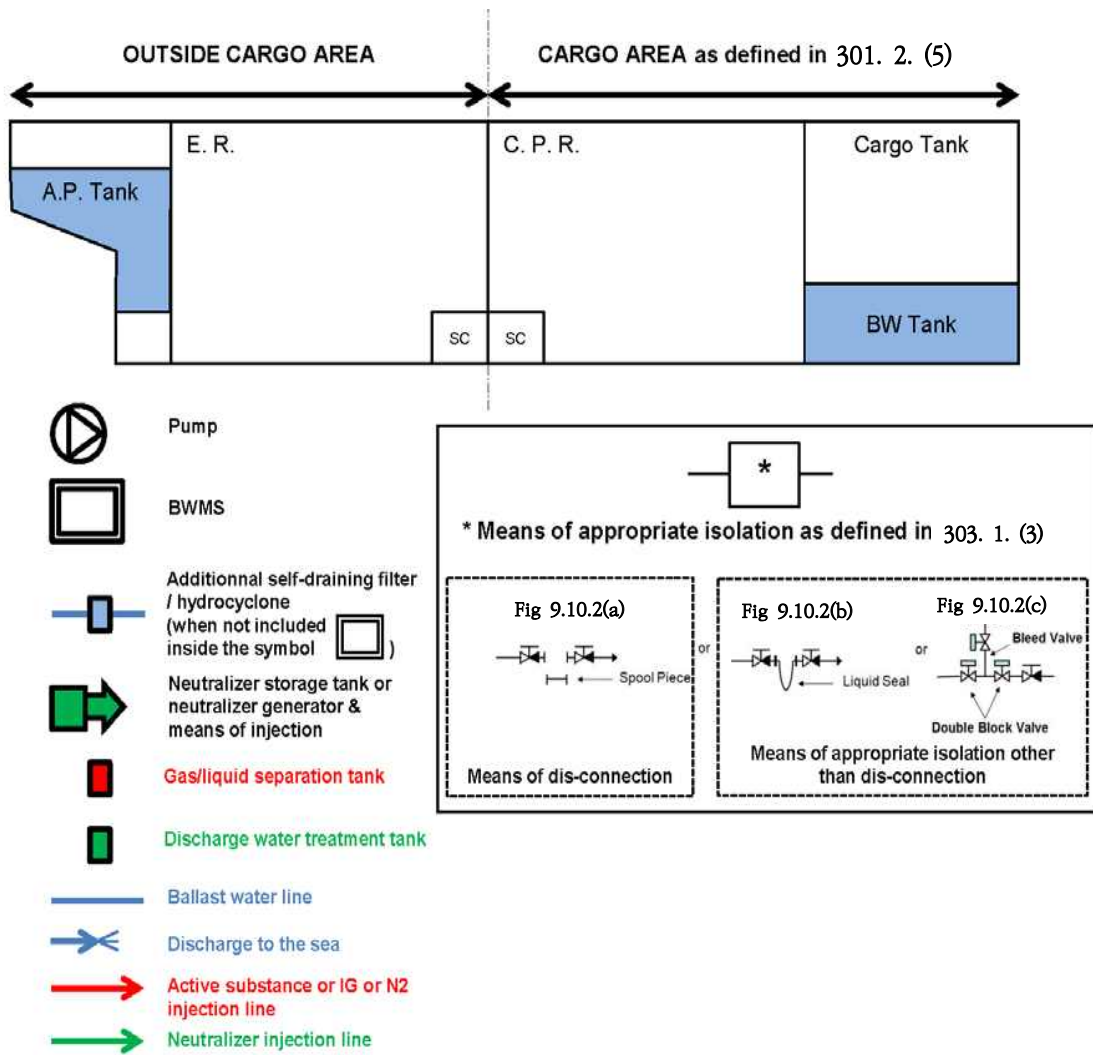 OUTSIDE CARGO AREA
CARGO AREA as defined in 301. 2. (5)
E. R.
C. P. R.
Cargo Tank
A.P. Tank
BW Tank
SC
SC
Pump
BWMS
Additionnal self-draining filter
/ hydrocyclone
(when not included
inside the symbol )
Neutralizer storage tank or
neutralizer generator &
means of injection
Gas/liquid separation tank
Discharge water treatment tank
Ballast water line
Discharge to the sea
Active substance or IG or N2
injection line
Neutralizer injection line
*
* Means of appropriate isolation as defined in 303. 1. (3)
Fig 9.10.2(a)
Spool Piece
Means of dis-connection
or
Fig 9.10.2(b)
Liquid Seal
or
Fig 9.10.2(c)
Bleed Valve
Double Block Valve
Means of appropriate isolation other
than dis-connection